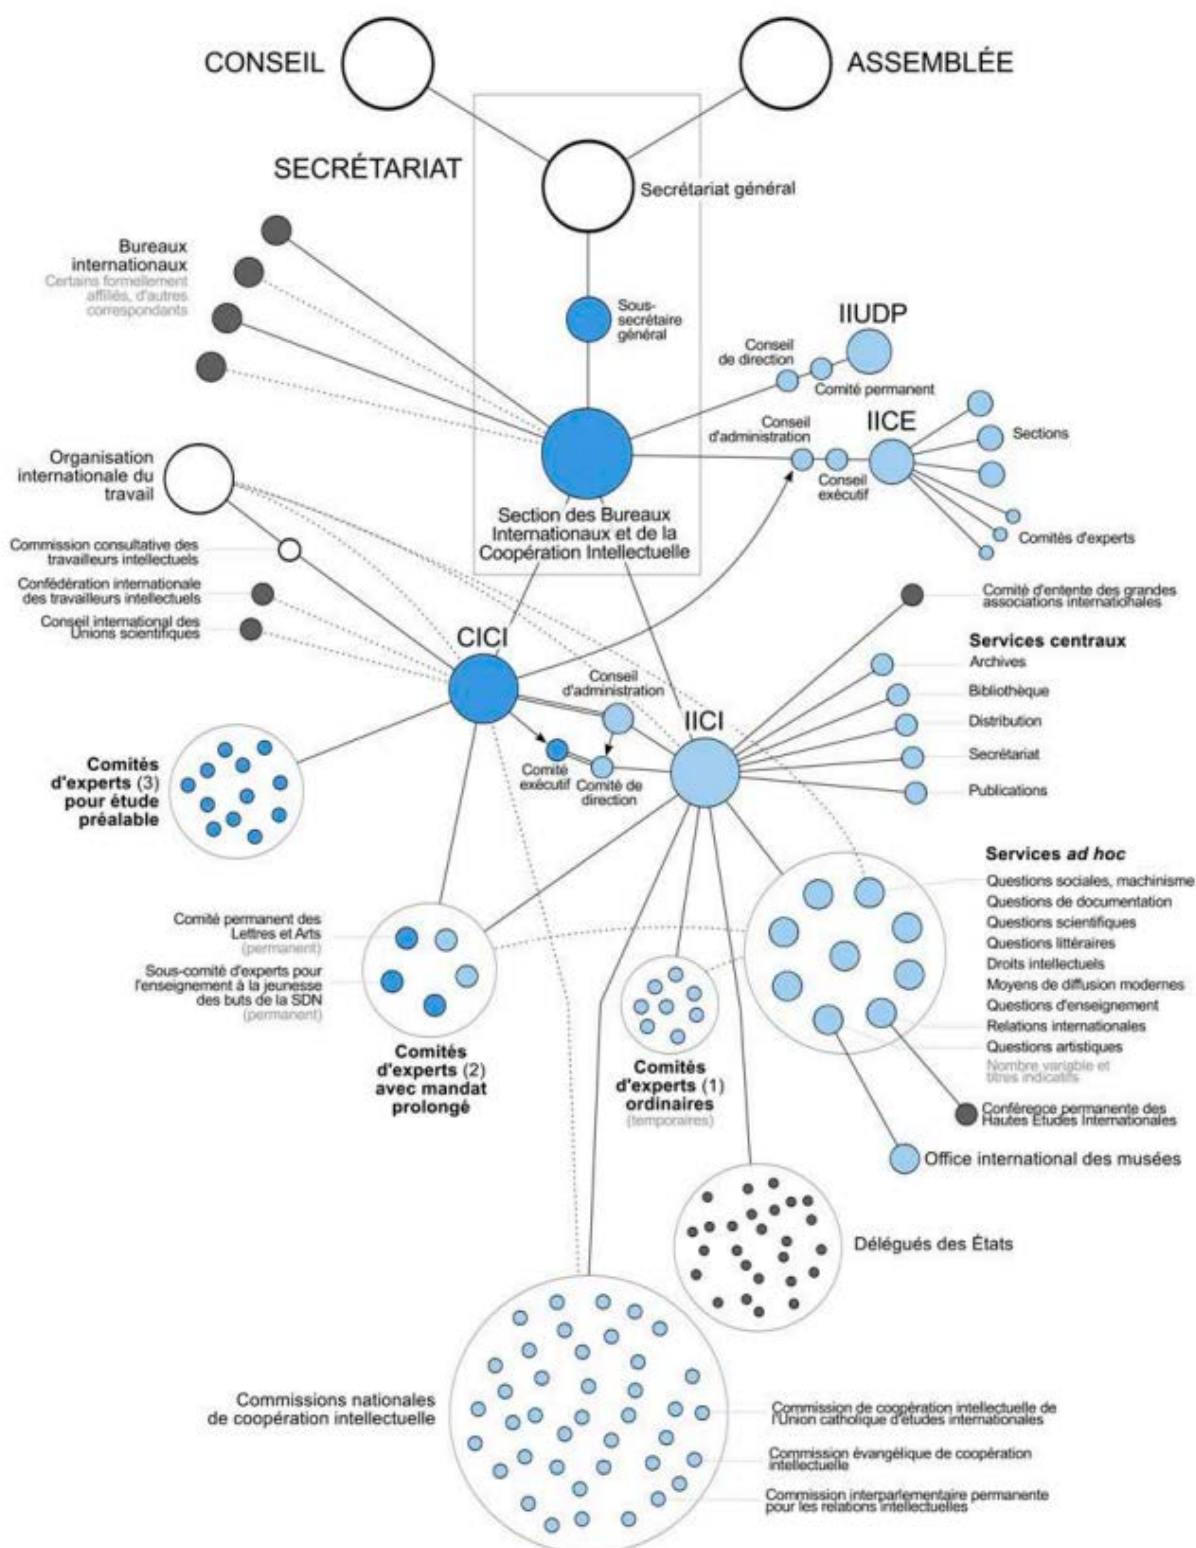 CONSEIL
ASSEMBLÉE
SECRÉTARIAT
Secrétariat général
Bureaux
internationaux
Certains formellement
affiliés, d'autres
correspondants
Sous-
secrétaire
général
IIUDP
Conseil
de direction
Comité permanent
Conseil
d'administration
IICE
Sections
Conseil
exécutif
Comités d'experts
Organisation
internationale du
travail
Section des Bureaux
Internationaux et de la
Coopération Intellectuelle
Commission consultative des
travailleurs intellectuels
Confédération internationale
des travailleurs intellectuels
Conseil international des
Unions scientifiques
Comité d'entente des grandes
associations internationales
CICI
Conseil
d'administration
IICI
Services centraux
Archives
Bibliothèque
Distribution
Secrétariat
Publications
Comité
exécutif
Comité de
direction
Comités
d'experts (3)
pour étude
préalable
Services ad hoc
Questions sociales, machinisme
Questions de documentation
Questions scientifiques
Questions littéraires
Droits intellectuels
Moyens de diffusion modernes
Questions d'enseignement
Relations internationales
Questions artistiques
Nombre variable et
titres indicatifs
Comité permanent des
Lettres et Arts
(permanent)
Sous-comité d'experts pour
l'enseignement à la jeunesse
des buts de la SDN
(permanent)
Comités
d'experts (2)
avec mandat
prolongé
Comités
d'experts (1)
ordinaires
(temporaires)
Conférence permanente des
Hautes Etudes Internationales
Office international des musées
Délégués des États
Commissions nationales
de coopération intellectuelle
Commission de coopération intellectuelle de
l'Union catholique d'études internationales
Commission évangélique de coopération
intellectuelle
Commission interparlementaire permanente
pour les relations intellectuelles